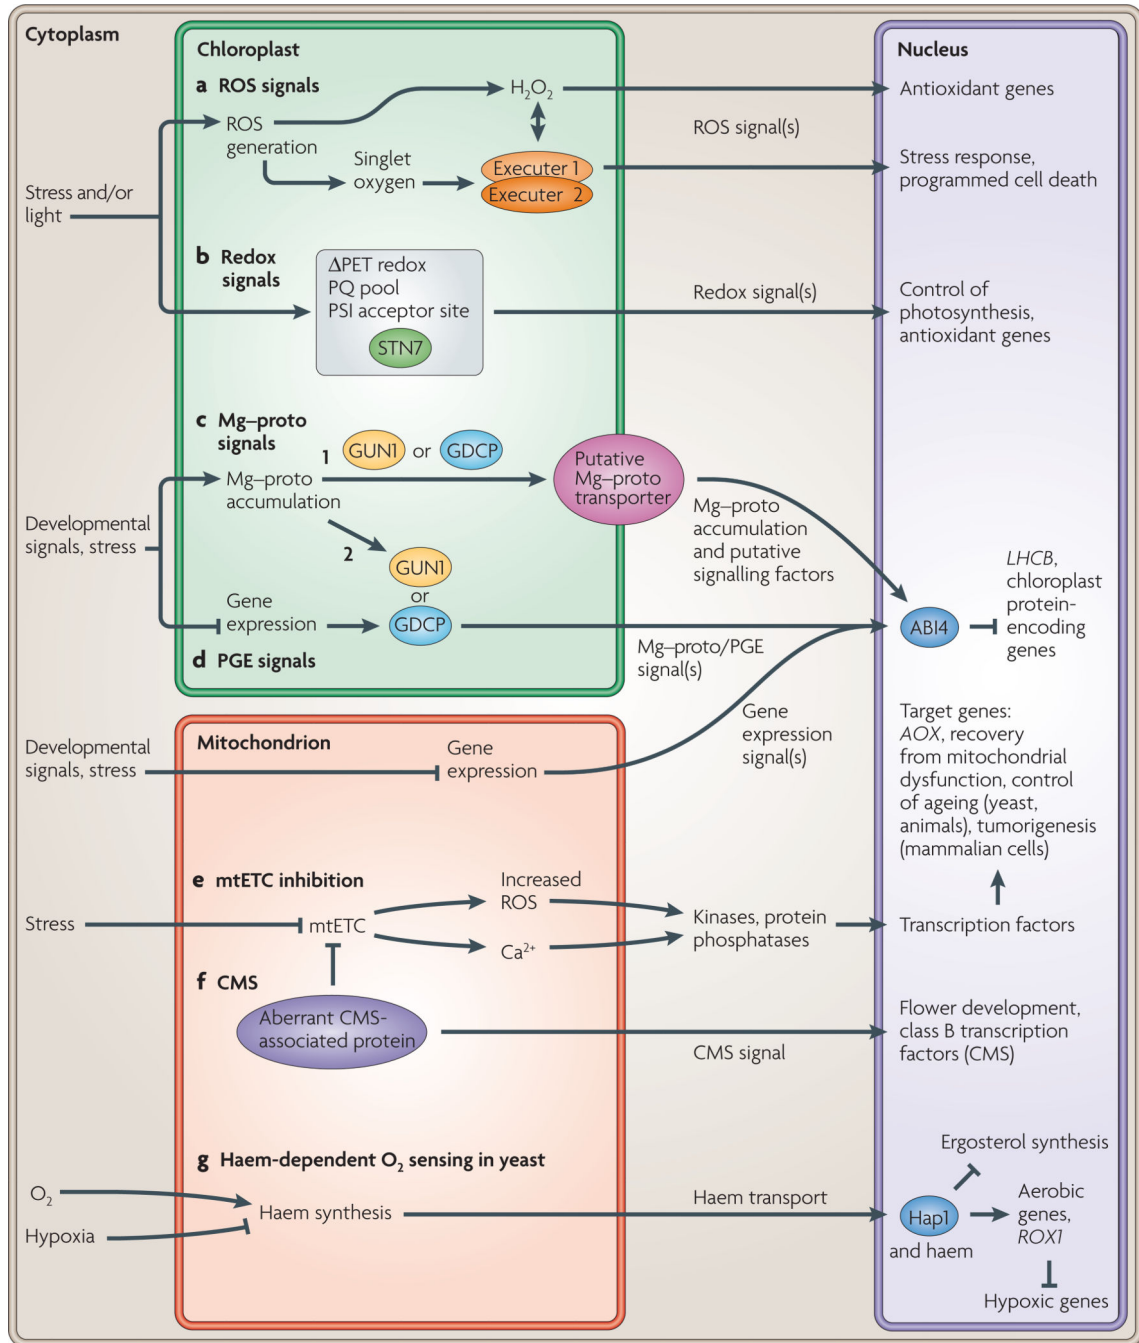 Cytoplasm
Chloroplast
Nucleus
a ROS signals
H₂O₂
Antioxidant genes
ROS
generation
ROS signal(s)
Singlet
oxygen
Executer 1
Executer 2
Stress response,
programmed cell death
Stress and/or
light
b Redox
signals
ΔPET redox
PQ pool
PSI acceptor site
STN7
Redox signal(s)
Control of
photosynthesis,
antioxidant genes
c Mg–proto
signals
1
GUN1 or GDCP
Mg–proto
accumulation
Putative
Mg–proto
transporter
Mg–proto
accumulation
and putative
signalling factors
Developmental
signals, stress
2
GUN1
or
GDCP
Gene
expression
d PGE signals
Mg–proto/PGE
signal(s)
ABI4
LHCB,
chloroplast
protein-
encoding
genes
Gene
expression
signal(s)
Mitochondrion
Developmental
signals, stress
Gene
expression
Target genes:
AOX, recovery
from mitochondrial
dysfunction, control
of ageing (yeast,
animals), tumorigenesis
(mammalian cells)
e mtETC inhibition
Increased
ROS
Stress
mtETC
Ca²⁺
Kinases, protein
phosphatases
Transcription factors
f CMS
Aberrant CMS-
associated protein
CMS signal
Flower development,
class B transcription
factors (CMS)
g Haem-dependent O₂ sensing in yeast
O₂
Hypoxia
Haem synthesis
Haem transport
Ergosterol synthesis
Hap1
and haem
Aerobic
genes,
ROX1
Hypoxic genes